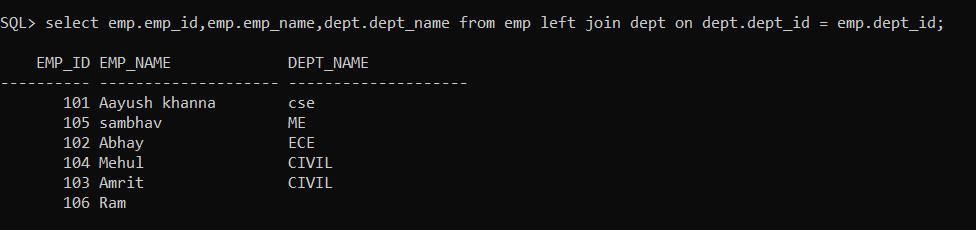 SQL> select emp.emp_id,emp.emp_name,dept.dept_name from emp left join dept on dept.dept_id = emp.dept_id;
EMP_ID EMP_NAME DEPT_NAME
---------- -------------------- --------------------
101 Aayush khanna cse
105 sambhav ME
102 Abhay ECE
104 Mehul CIVIL
103 Amrit CIVIL
106 Ram